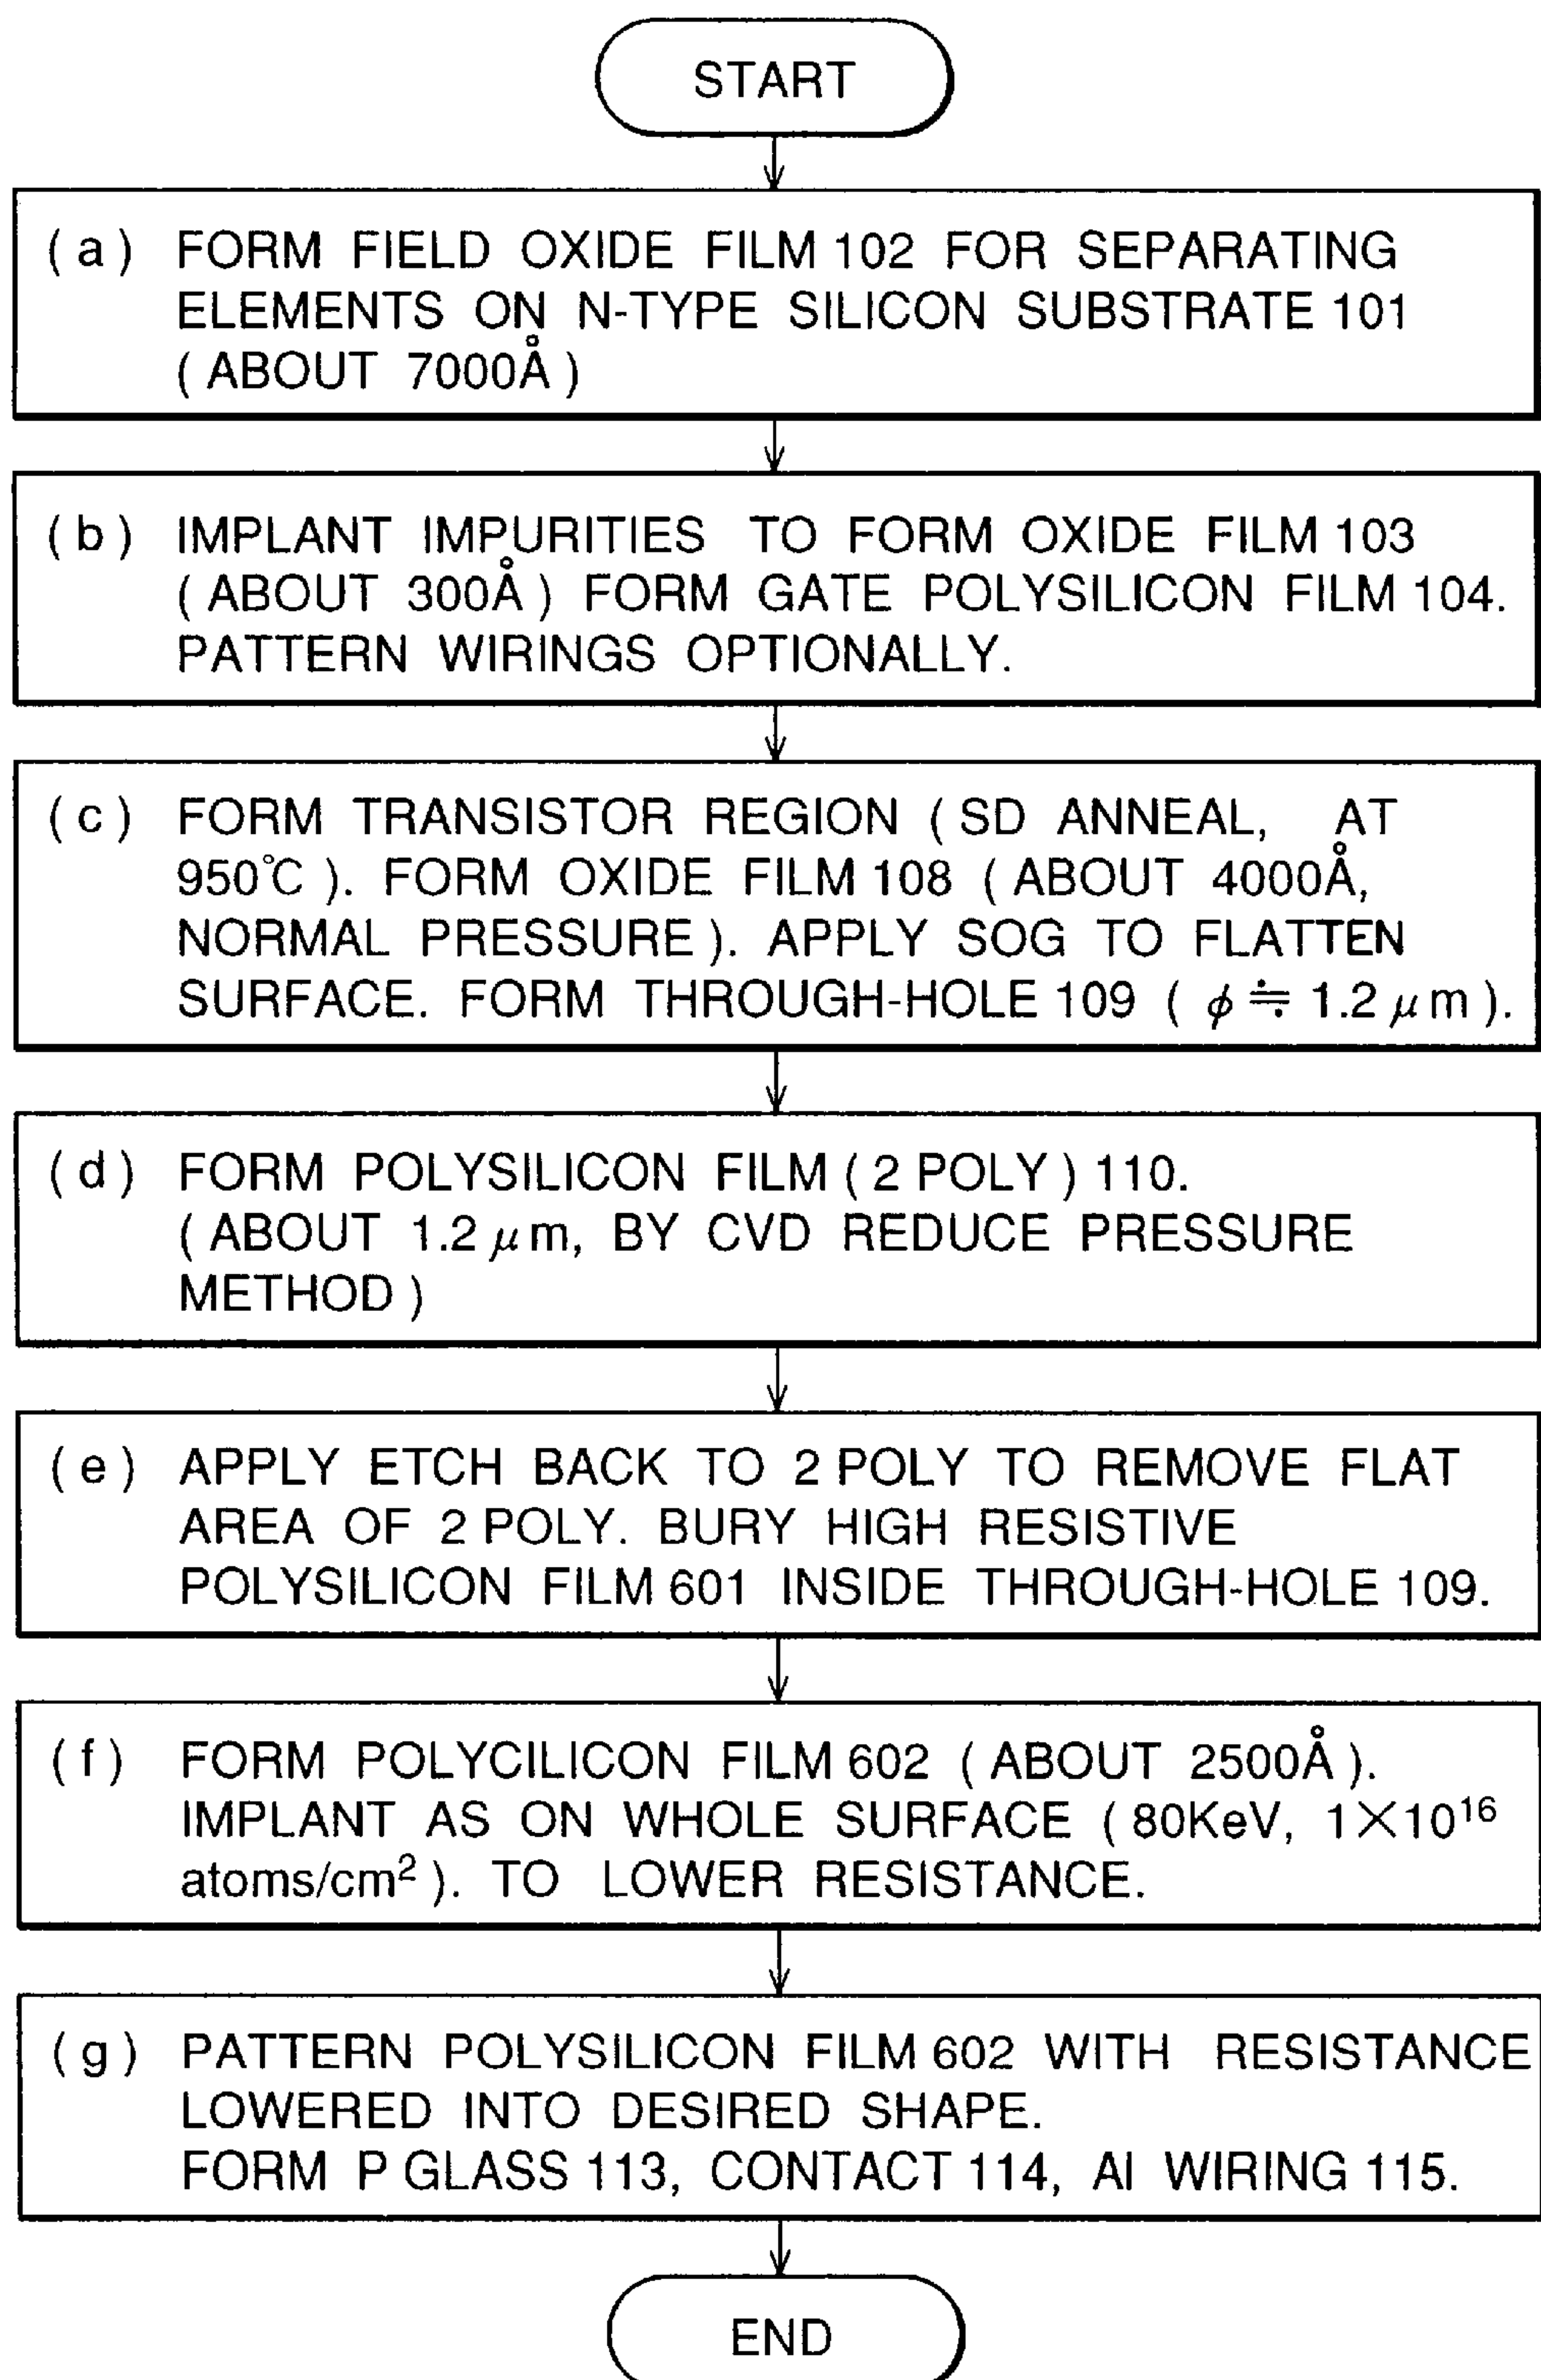 START
(a) FORM FIELD OXIDE FILM 102 FOR SEPARATING
ELEMENTS ON N-TYPE SILICON SUBSTRATE 101
(ABOUT 7000Å)
(b) IMPLANT IMPURITIES TO FORM OXIDE FILM 103
(ABOUT 300Å) FORM GATE POLYSILICON FILM 104.
PATTERN WIRINGS OPTIONALLY.
(c) FORM TRANSISTOR REGION (SD ANNEAL, AT
950℃). FORM OXIDE FILM 108 (ABOUT 4000Å,
NORMAL PRESSURE). APPLY SOG TO FLATTEN
SURFACE. FORM THROUGH-HOLE 109 (ϕ≒1.2μm).
(d) FORM POLYSILICON FILM (2 POLY) 110.
(ABOUT 1.2μm, BY CVD REDUCE PRESSURE
METHOD)
(e) APPLY ETCH BACK TO 2 POLY TO REMOVE FLAT
AREA OF 2 POLY. BURY HIGH RESISTIVE
POLYSILICON FILM 601 INSIDE THROUGH-HOLE 109.
(f) FORM POLYCILICON FILM 602 (ABOUT 2500Å).
IMPLANT AS ON WHOLE SURFACE (80KeV, 1×10¹⁶
atoms/cm²). TO LOWER RESISTANCE.
(g) PATTERN POLYSILICON FILM 602 WITH RESISTANCE
LOWERED INTO DESIRED SHAPE.
FORM P GLASS 113, CONTACT 114, Al WIRING 115.
END